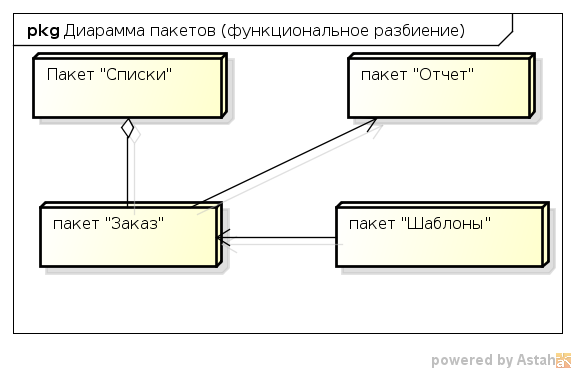 pkg Диарамма пакетов (функциональное разбиение)
Пакет "Списки"
пакет "Отчет"
пакет "Заказ"
пакет "Шаблоны"
powered by Astah